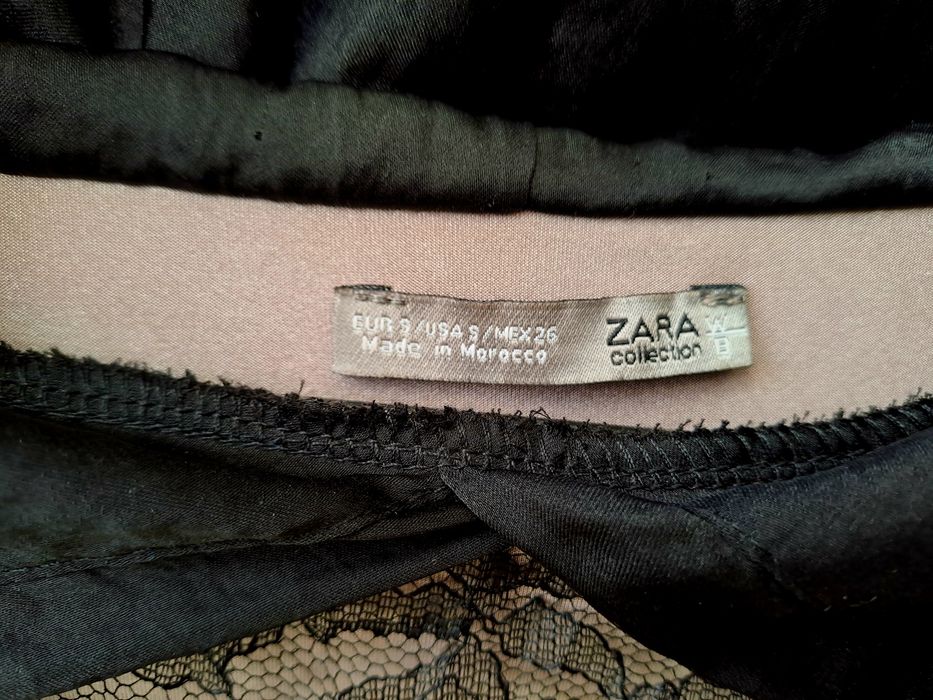 EUR S/USA S/MEX 26
Made in Morocco
ZARA W
collection B